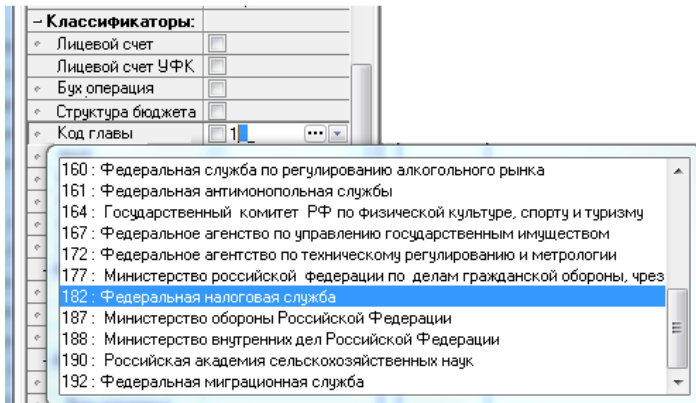 Классификаторы:
Лицевой счет
Лицевой счет УФК
Бух операция
Структура бюджета
Код главы 1
160 : Федеральная служба по регулированию алкогольного рынка
161 : Федеральная антимонопольная службы
164 : Государственный комитет РФ по физической культуре, спорту и туризму
167 : Федеральное агенство по управлению государственным имуществом
172 : Федеральное агентство по техническому регулированию и метрологии
177 : Министерство российской федерации по делам гражданской обороны, чрез
182 : Федеральная налоговая служба
187 : Министерство обороны Российской Федерации
188 : Министерство внутренних дел Российской Федерации
190 : Российская академия сельскохозяйственных наук
192 : Федеральная миграционная служба